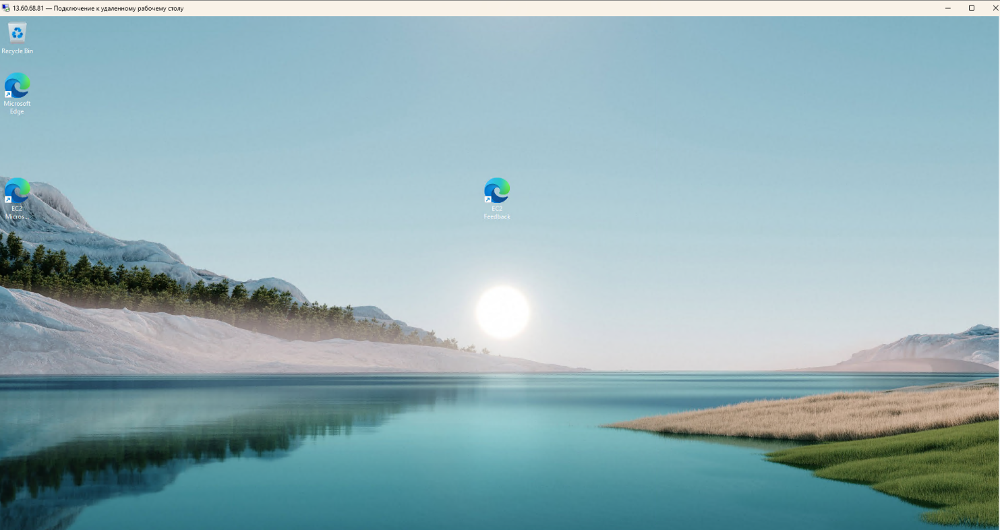 13.60.68.81 — Подключение к удаленному рабочему столу
Recycle Bin
Microsoft
Edge
EC2
Micros...
EC2
Feedback